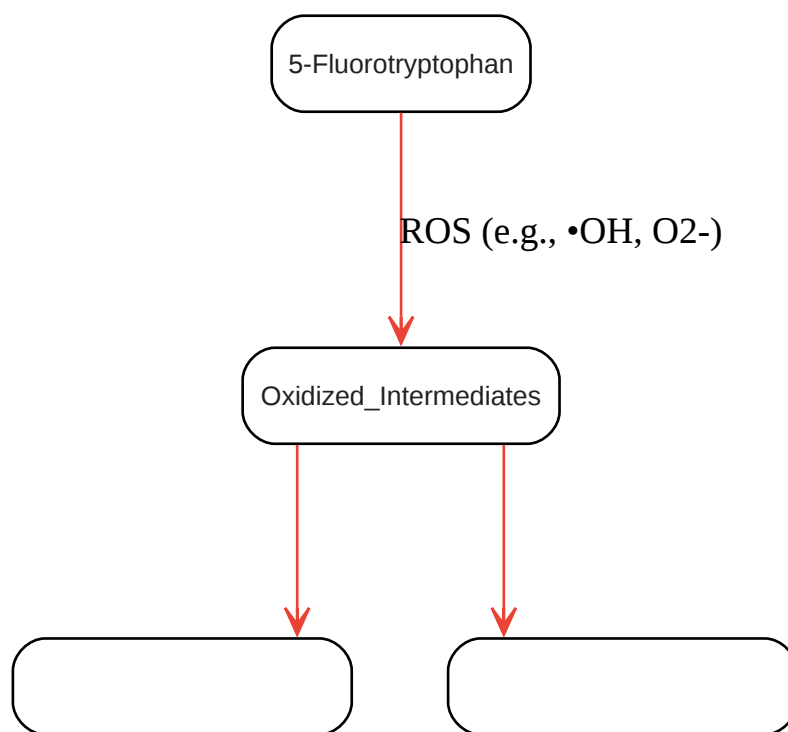 5-Fluorotryptophan
ROS (e.g., •OH, O2-)
Oxidized_Intermediates